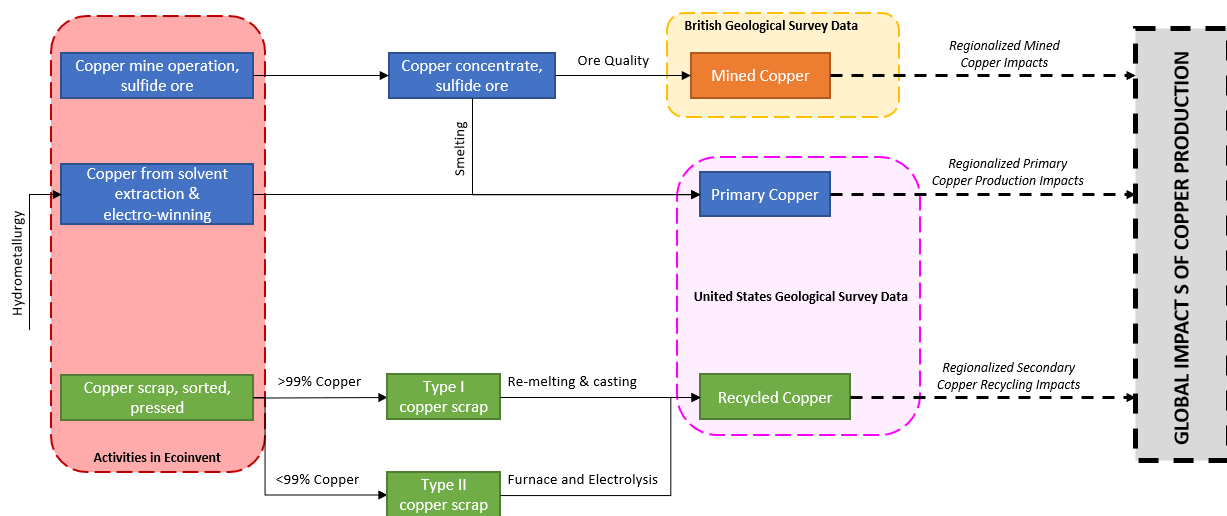 British Geological Survey Data
Copper mine operation,
sulfide ore
Copper concentrate,
sulfide ore
Ore Quality
Mined Copper
Regionalized Mined
Copper Impacts
Smelting
Hydrometallurgy
Copper from solvent
extraction &
electro-winning
Primary Copper
Regionalized Primary
Copper Production Impacts
United States Geological Survey Data
Copper scrap, sorted,
pressed
>99% Copper
Type I
copper scrap
Re-melting & casting
Recycled Copper
Regionalized Secondary
Copper Recycling Impacts
Activities in Ecoinvent
<99% Copper
Type II
copper scrap
Furnace and Electrolysis
GLOBAL IMPACT S OF COPPER PRODUCTION